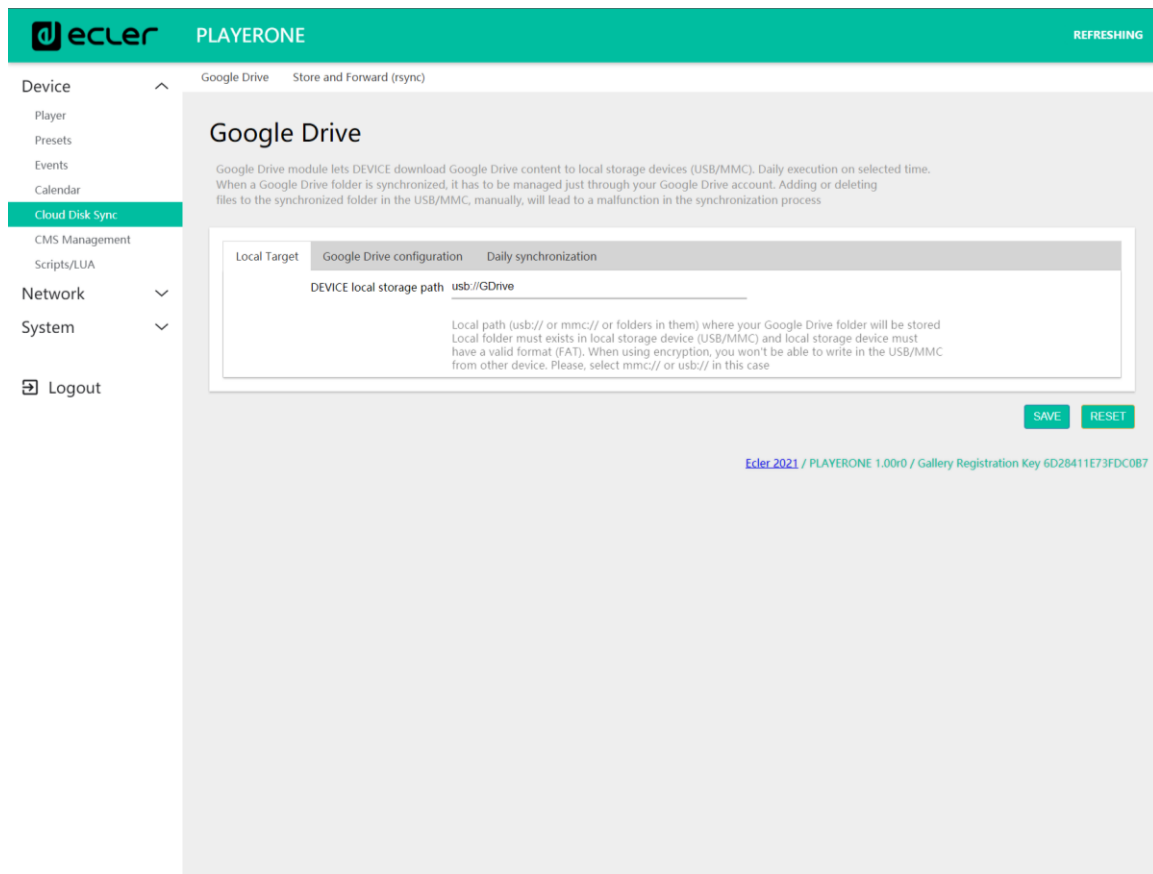 ecler
PLAYERONE
REFRESHING
Device
Player
Presets
Events
Calendar
Cloud Disk Sync
CMS Management
Scripts/LUA
Network
System
Logout
Google Drive Store and Forward (rsync)
Google Drive
Google Drive module lets DEVICE download Google Drive content to local storage devices (USB/MMC). Daily execution on selected time.
When a Google Drive folder is synchronized, it has to be managed just through your Google Drive account. Adding or deleting
files to the synchronized folder in the USB/MMC, manually, will lead to a malfunction in the synchronization process
Local Target Google Drive configuration Daily synchronization
DEVICE local storage path usb://GDrive
Local path (usb:// or mmc:// or folders in them) where your Google Drive folder will be stored
Local folder must exists in local storage device (USB/MMC) and local storage device must
have a valid format (FAT). When using encryption, you won't be able to write in the USB/MMC
from other device. Please, select mmc:// or usb:// in this case
SAVE RESET
Ecler 2021 / PLAYERONE 1.00r0 / Gallery Registration Key 6D28411E73FDC0B7